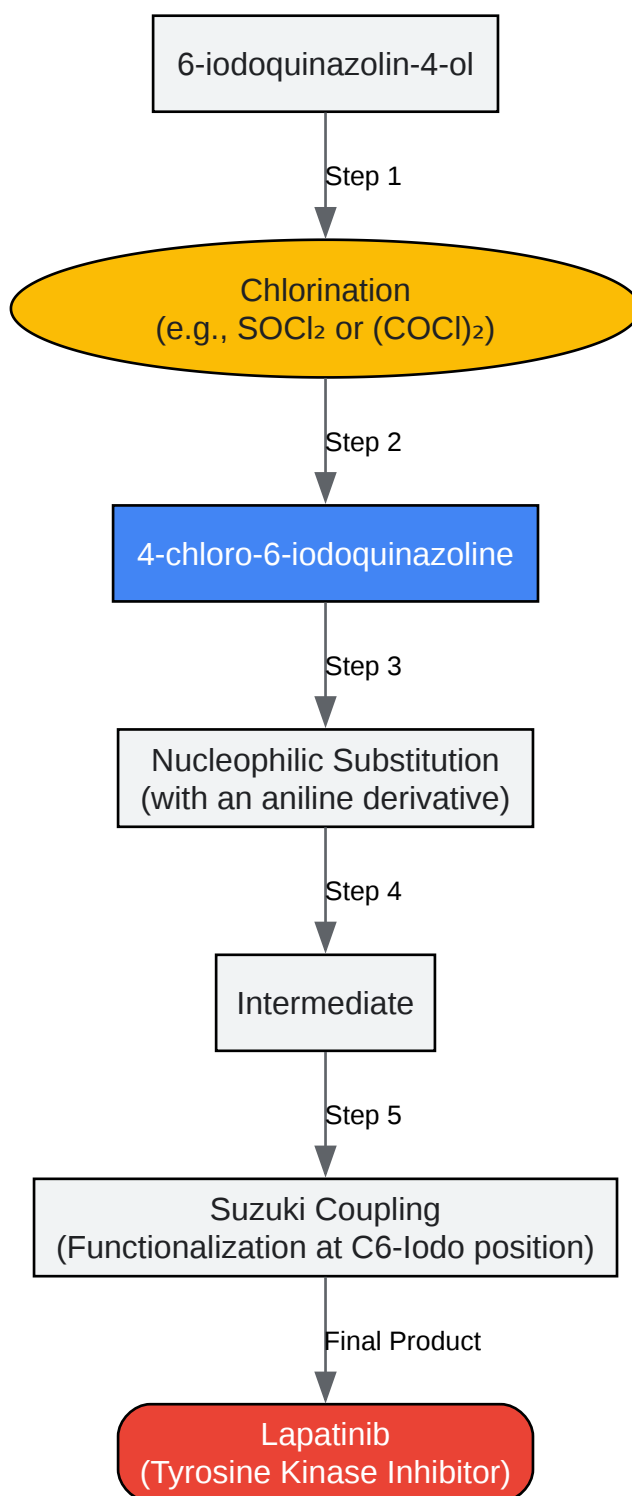 6-iodoquinazolin-4-ol
Step 1
Chlorination
(e.g., SOCl₂ or (COCl)₂)
Step 2
4-chloro-6-iodoquinazoline
Step 3
Nucleophilic Substitution
(with an aniline derivative)
Step 4
Intermediate
Step 5
Suzuki Coupling
(Functionalization at C6-Iodo position)
Final Product
Lapatinib
(Tyrosine Kinase Inhibitor)